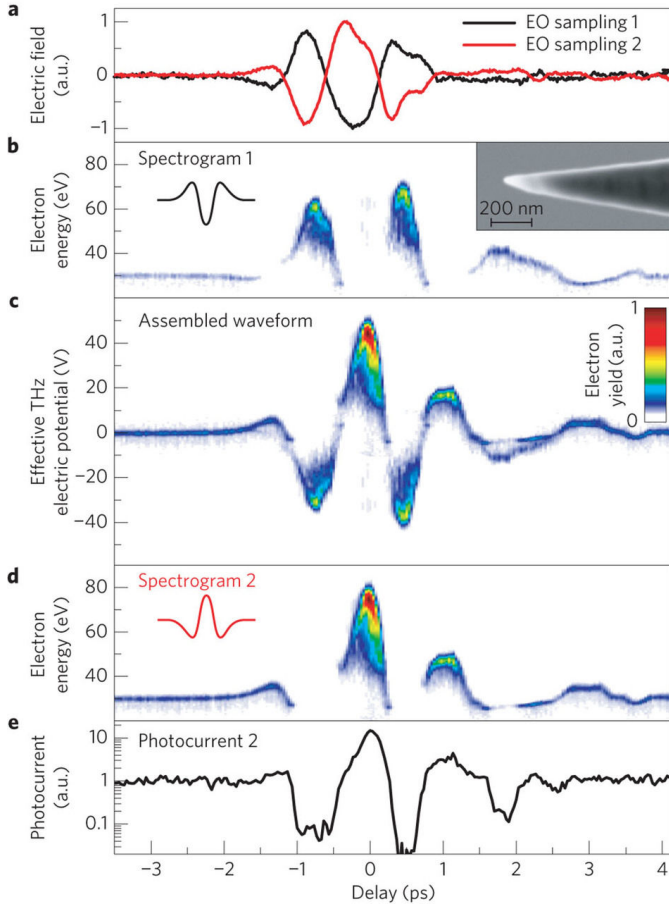 a
1
0
−1
Electric field
(a.u.)
EO sampling 1
EO sampling 2
b
80
60
40
Electron
energy (eV)
Spectrogram 1
200 nm
c
40
20
0
−20
−40
Effective THz
electric potential (V)
Assembled waveform
1
0
Electron
yield (a.u.)
d
80
60
40
Electron
energy (eV)
Spectrogram 2
e
10
1
0.1
Photocurrent
(a.u.)
Photocurrent 2
−3 −2 −1 0 1 2 3 4
Delay (ps)